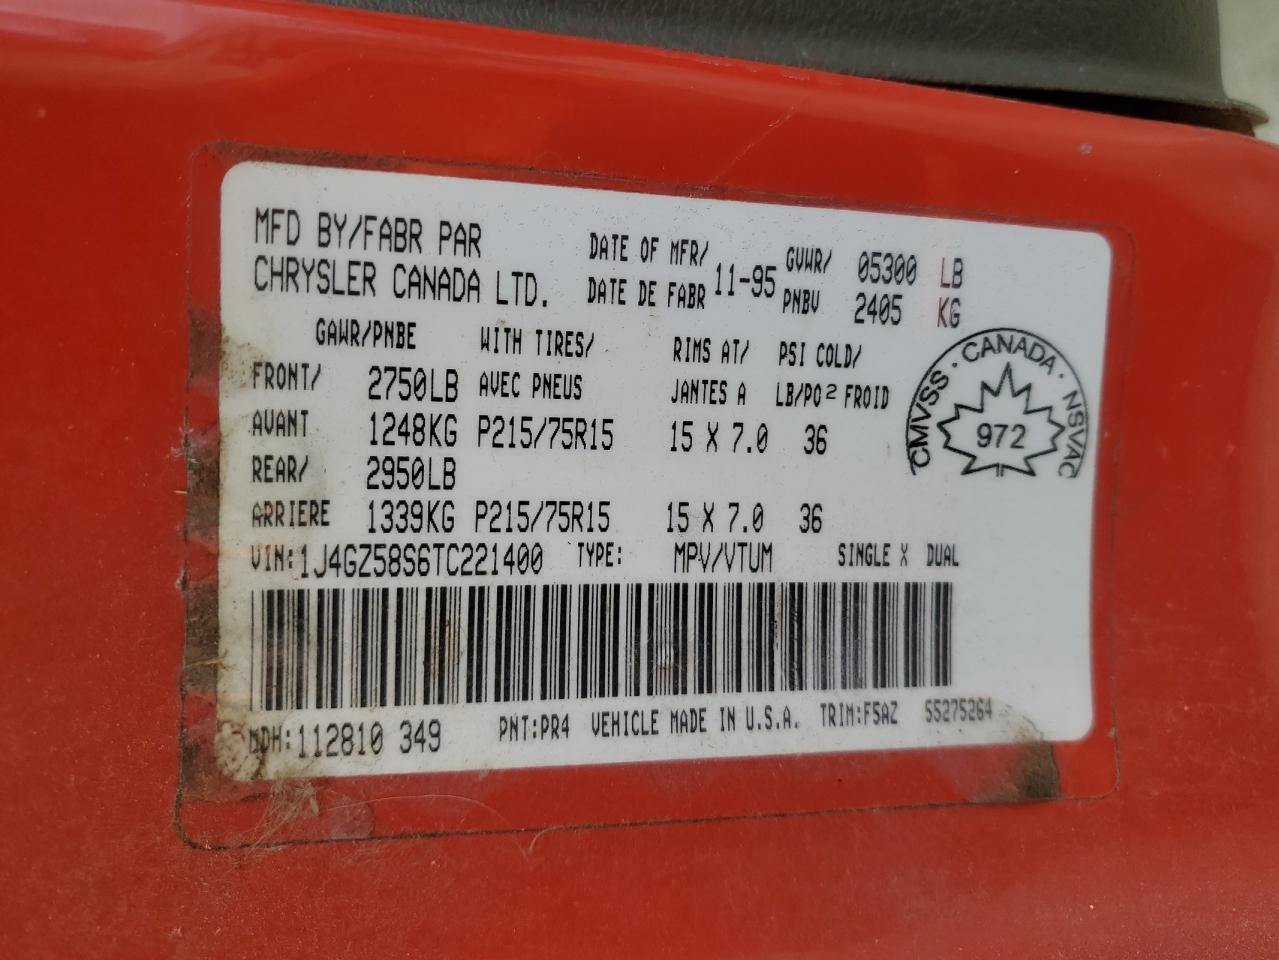 MFD BY/FABR PAR
CHRYSLER CANADA LTD.
DATE OF MFR/
DATE DE FABR 11-95
GVWR/ 05300 LB
PNBV 2405 KG
GAWR/PNBE WITH TIRES/ RIMS AT/ PSI COLD/
FRONT/ 2750LB AVEC PNEUS JANTES A LB/PO² FROID
AVANT 1248KG P215/75R15 15 X 7.0 36
REAR/ 2950LB
ARRIERE 1339KG P215/75R15 15 X 7.0 36
CMVSS · CANADA · NSVAC
972
VIN:1J4GZ58S6TC221400 TYPE: MPV/VTUM SINGLE X DUAL
MDH:112810 349 PNT:PR4 VEHICLE MADE IN U.S.A. TRIM:F5AZ 55275264